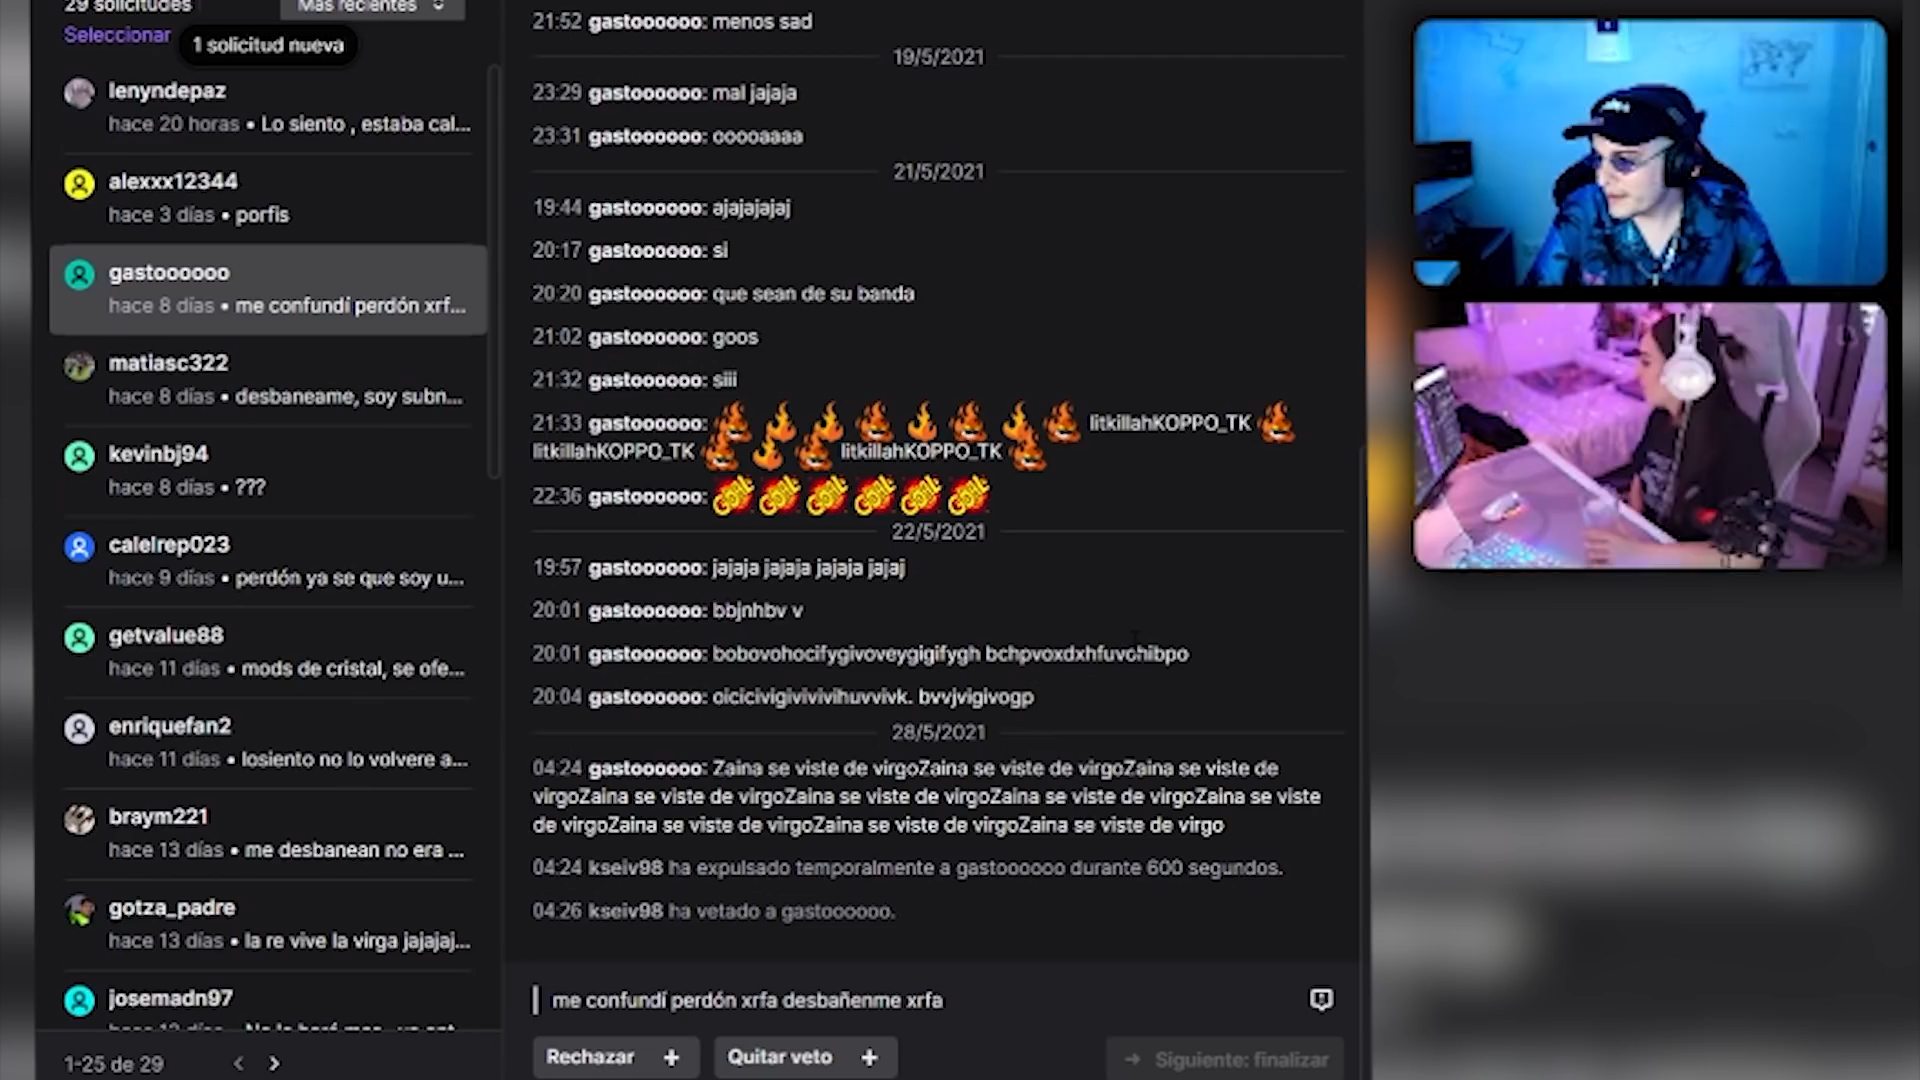 29 solicitudes
Más recientes
Seleccionar
1 solicitud nueva
lenyndepaz
hace 20 horas • Lo siento , estaba cal...
alexxx12344
hace 3 días • porfis
gastoooooo
hace 8 días • me confundí perdón xrf...
matiasc322
hace 8 días • desbaneame, soy subn...
kevinbj94
hace 8 días • ???
calelrep023
hace 9 días • perdón ya se que soy u...
getvalue88
hace 11 días • mods de cristal, se ofe...
enriquefan2
hace 11 días • losiento no lo volvere a...
braym221
hace 13 días • me desbanean no era ...
gotza_padre
hace 13 días • la re vive la virga jajajaj...
josemadn97
1-25 de 29
21:52 gastoooooo: menos sad
19/5/2021
23:29 gastoooooo: mal jajaja
23:31 gastoooooo: ooooaaaa
21/5/2021
19:44 gastoooooo: ajajajajaj
20:17 gastoooooo: si
20:20 gastoooooo: que sean de su banda
21:02 gastoooooo: goos
21:32 gastoooooo: siii
21:33 gastoooooo: litkillahKOPPO_TK
litkillahKOPPO_TK litkillahKOPPO_TK
22:36 gastoooooo: GOAL GOAL GOAL GOAL GOAL GOAL
22/5/2021
19:57 gastoooooo: jajaja jajaja jajaja jajaj
20:01 gastoooooo: bbjnhbv v
20:01 gastoooooo: bobovohocifygivoveygigifygh bchpvoxdxhfuvchibpo
20:04 gastoooooo: oicicivigivivivihuvvivk. bvvjvigivogp
28/5/2021
04:24 gastoooooo: Zaina se viste de virgoZaina se viste de virgoZaina se viste de
virgoZaina se viste de virgoZaina se viste de virgoZaina se viste de virgoZaina se viste
de virgoZaina se viste de virgoZaina se viste de virgoZaina se viste de virgo
04:24 kseiv98 ha expulsado temporalmente a gastoooooo durante 600 segundos.
04:26 kseiv98 ha vetado a gastoooooo.
me confundí perdón xrfa desbañenme xrfa
Rechazar +
Quitar veto +
→ Siguiente: finalizar